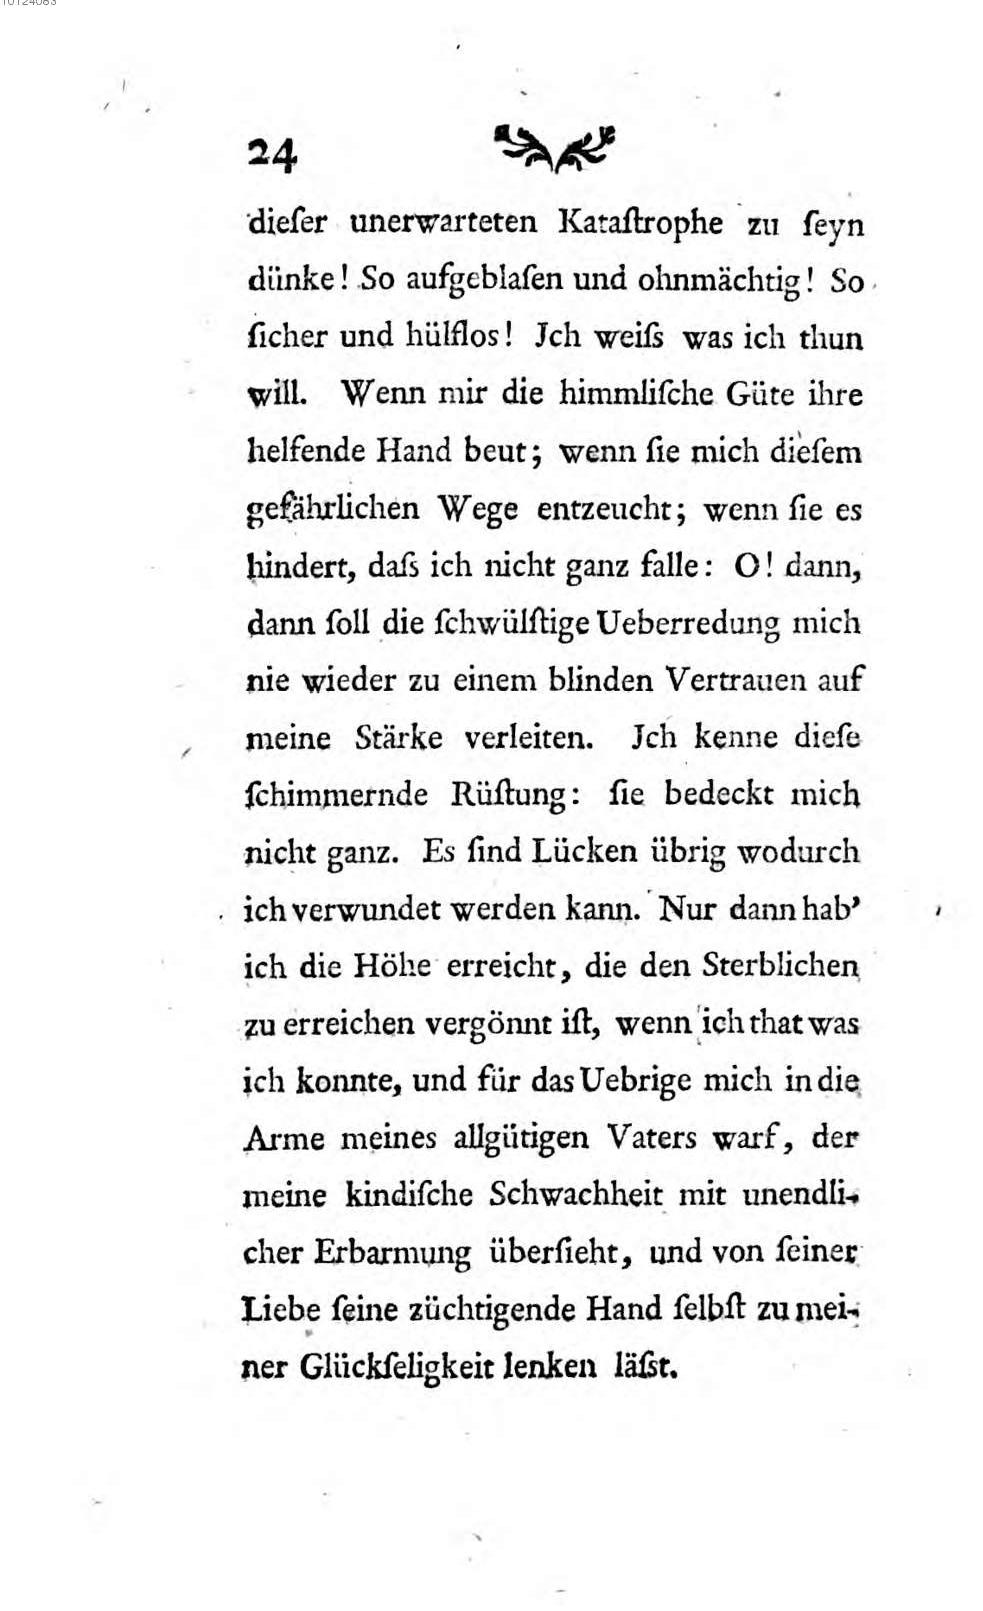 10124083
24
dieſer unerwarteten Kataſtrophe zu ſeyn
dünke! So aufgeblaſen und ohnmächtig! So
ſicher und hülflos! Jch weiſs was ich thun
will. Wenn mir die himmliſche Güte ihre
helfende Hand beut; wenn ſie mich dieſem
gefährlichen Wege entzeucht; wenn ſie es
hindert, daſs ich nicht ganz falle: O! dann,
dann ſoll die ſchwülſtige Ueberredung mich
nie wieder zu einem blinden Vertrauen auf
meine Stärke verleiten. Jch kenne dieſe
ſchimmernde Rüſtung: ſie bedeckt mich
nicht ganz. Es ſind Lücken übrig wodurch
ich verwundet werden kann. Nur dann hab'
ich die Höhe erreicht, die den Sterblichen
zu erreichen vergönnt iſt, wenn ich that was
ich konnte, und für das Uebrige mich in die
Arme meines allgütigen Vaters warf, der
meine kindiſche Schwachheit mit unendli-
cher Erbarmung überſieht, und von ſeiner
Liebe ſeine züchtigende Hand ſelbſt zu mei-
ner Glückſeligkeit lenken läſst.